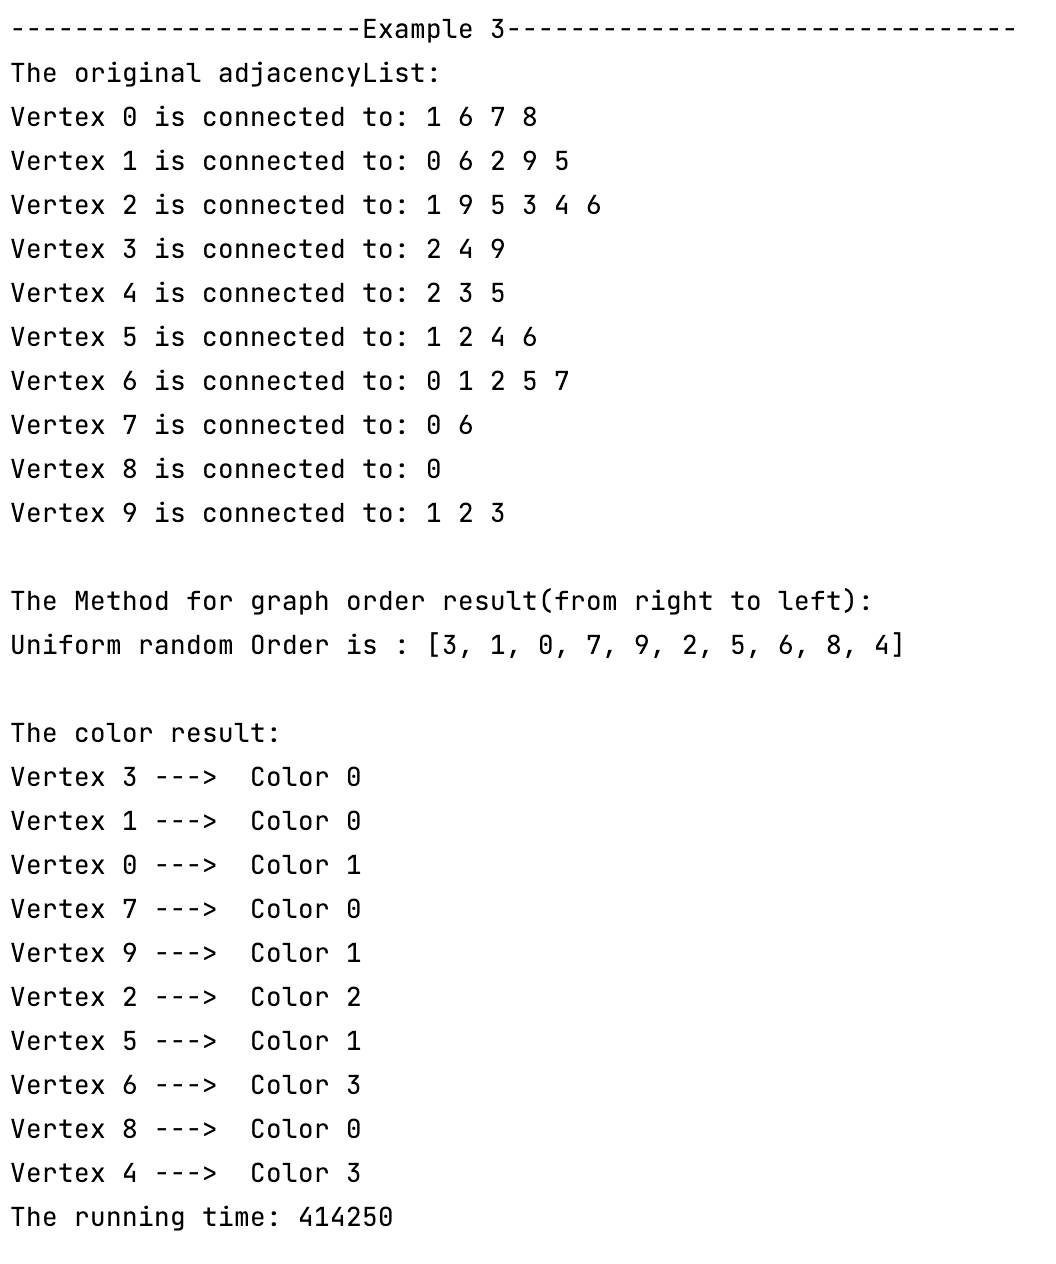 ----------------------Example 3--------------------------------
The original adjacencyList:
Vertex 0 is connected to: 1 6 7 8
Vertex 1 is connected to: 0 6 2 9 5
Vertex 2 is connected to: 1 9 5 3 4 6
Vertex 3 is connected to: 2 4 9
Vertex 4 is connected to: 2 3 5
Vertex 5 is connected to: 1 2 4 6
Vertex 6 is connected to: 0 1 2 5 7
Vertex 7 is connected to: 0 6
Vertex 8 is connected to: 0
Vertex 9 is connected to: 1 2 3
The Method for graph order result(from right to left):
Uniform random Order is : [3, 1, 0, 7, 9, 2, 5, 6, 8, 4]
The color result:
Vertex 3 --->  Color 0
Vertex 1 --->  Color 0
Vertex 0 --->  Color 1
Vertex 7 --->  Color 0
Vertex 9 --->  Color 1
Vertex 2 --->  Color 2
Vertex 5 --->  Color 1
Vertex 6 --->  Color 3
Vertex 8 --->  Color 0
Vertex 4 --->  Color 3
The running time: 414250